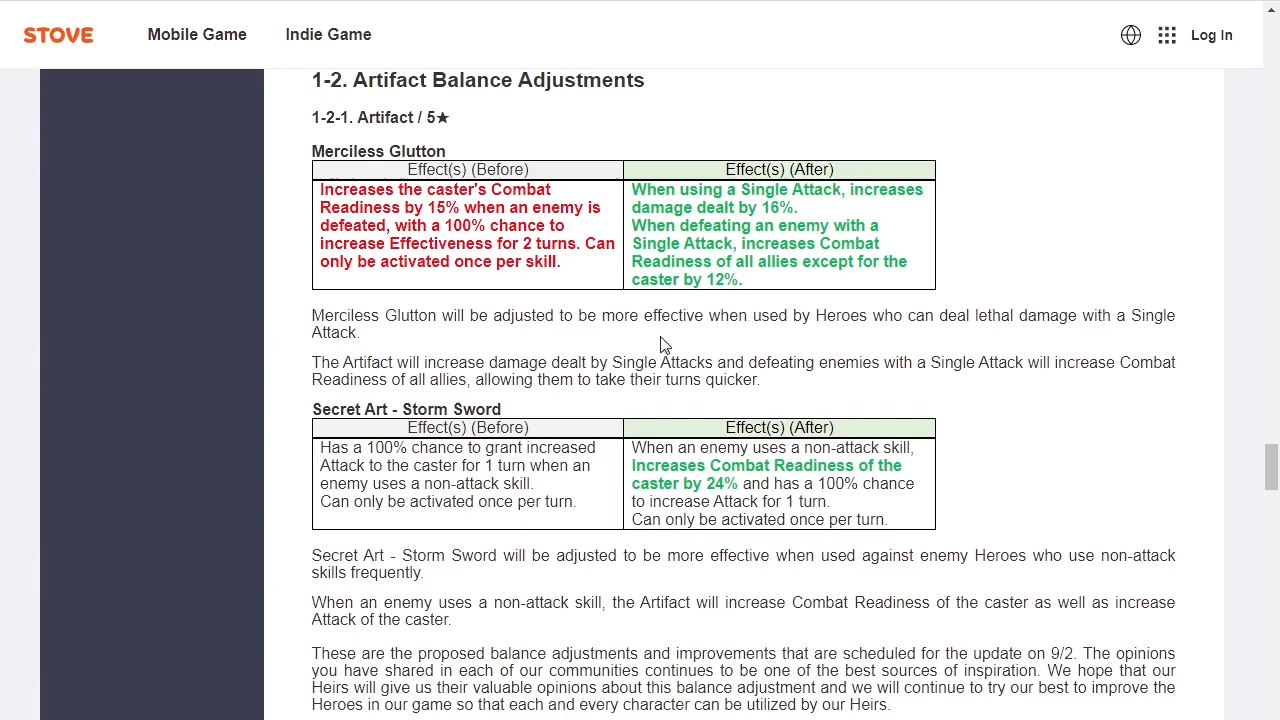 STOVE
Mobile Game
Indie Game
Log In
1-2. Artifact Balance Adjustments
1-2-1. Artifact / 5★
Merciless Glutton
Effect(s) (Before)
Effect(s) (After)
Increases the caster's Combat
Readiness by 15% when an enemy is
defeated, with a 100% chance to
increase Effectiveness for 2 turns. Can
only be activated once per skill.
When using a Single Attack, increases
damage dealt by 16%.
When defeating an enemy with a
Single Attack, increases Combat
Readiness of all allies except for the
caster by 12%.
Merciless Glutton will be adjusted to be more effective when used by Heroes who can deal lethal damage with a Single
Attack.
The Artifact will increase damage dealt by Single Attacks and defeating enemies with a Single Attack will increase Combat
Readiness of all allies, allowing them to take their turns quicker.
Secret Art - Storm Sword
Effect(s) (Before)
Effect(s) (After)
Has a 100% chance to grant increased
Attack to the caster for 1 turn when an
enemy uses a non-attack skill.
Can only be activated once per turn.
When an enemy uses a non-attack skill,
Increases Combat Readiness of the
caster by 24% and has a 100% chance
to increase Attack for 1 turn.
Can only be activated once per turn.
Secret Art - Storm Sword will be adjusted to be more effective when used against enemy Heroes who use non-attack
skills frequently.
When an enemy uses a non-attack skill, the Artifact will increase Combat Readiness of the caster as well as increase
Attack of the caster.
These are the proposed balance adjustments and improvements that are scheduled for the update on 9/2. The opinions
you have shared in each of our communities continues to be one of the best sources of inspiration. We hope that our
Heirs will give us their valuable opinions about this balance adjustment and we will continue to try our best to improve the
Heroes in our game so that each and every character can be utilized by our Heirs.